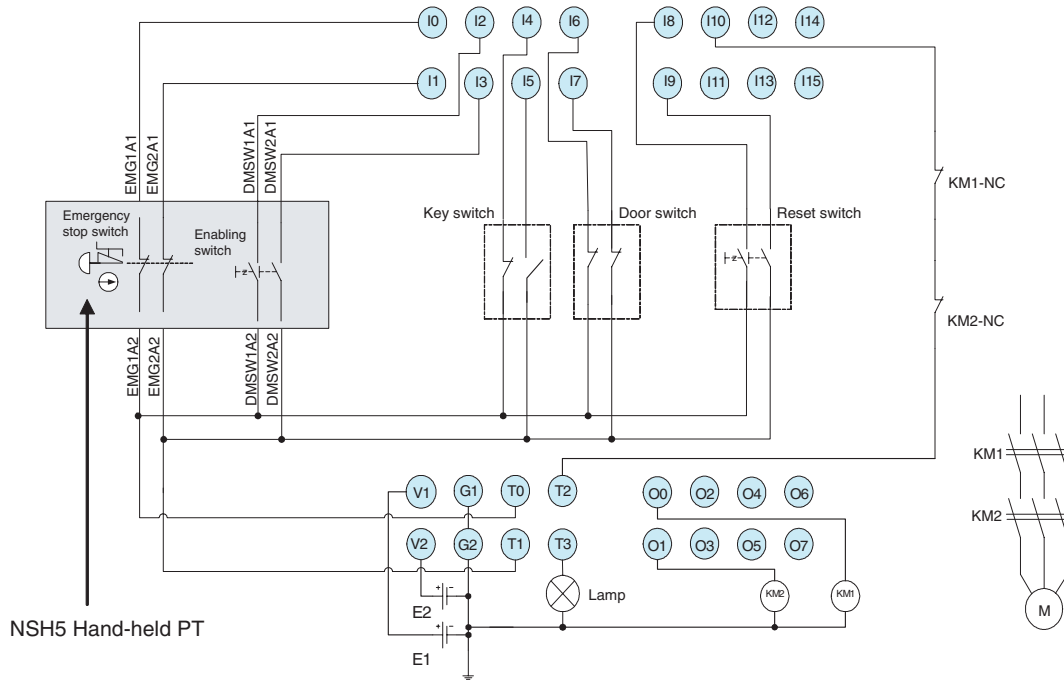 I0 I2 I4 I6 I8 I10 I12 I14
I1 I3 I5 I7 I9 I11 I13 I15
EMG1A1
EMG2A1
DMSW1A1
DMSW2A1
KM1-NC
Emergency
stop switch
Enabling
switch
Key switch
Door switch
Reset switch
KM2-NC
EMG1A2
EMG2A2
DMSW1A2
DMSW2A2
KM1
KM2
V1 G1 T0 T2 O0 O2 O4 O6
V2 G2 T1 T3 O1 O3 O5 O7
+ -
E2
Lamp
KM2
KM1
M
+ -
E1
NSH5 Hand-held PT